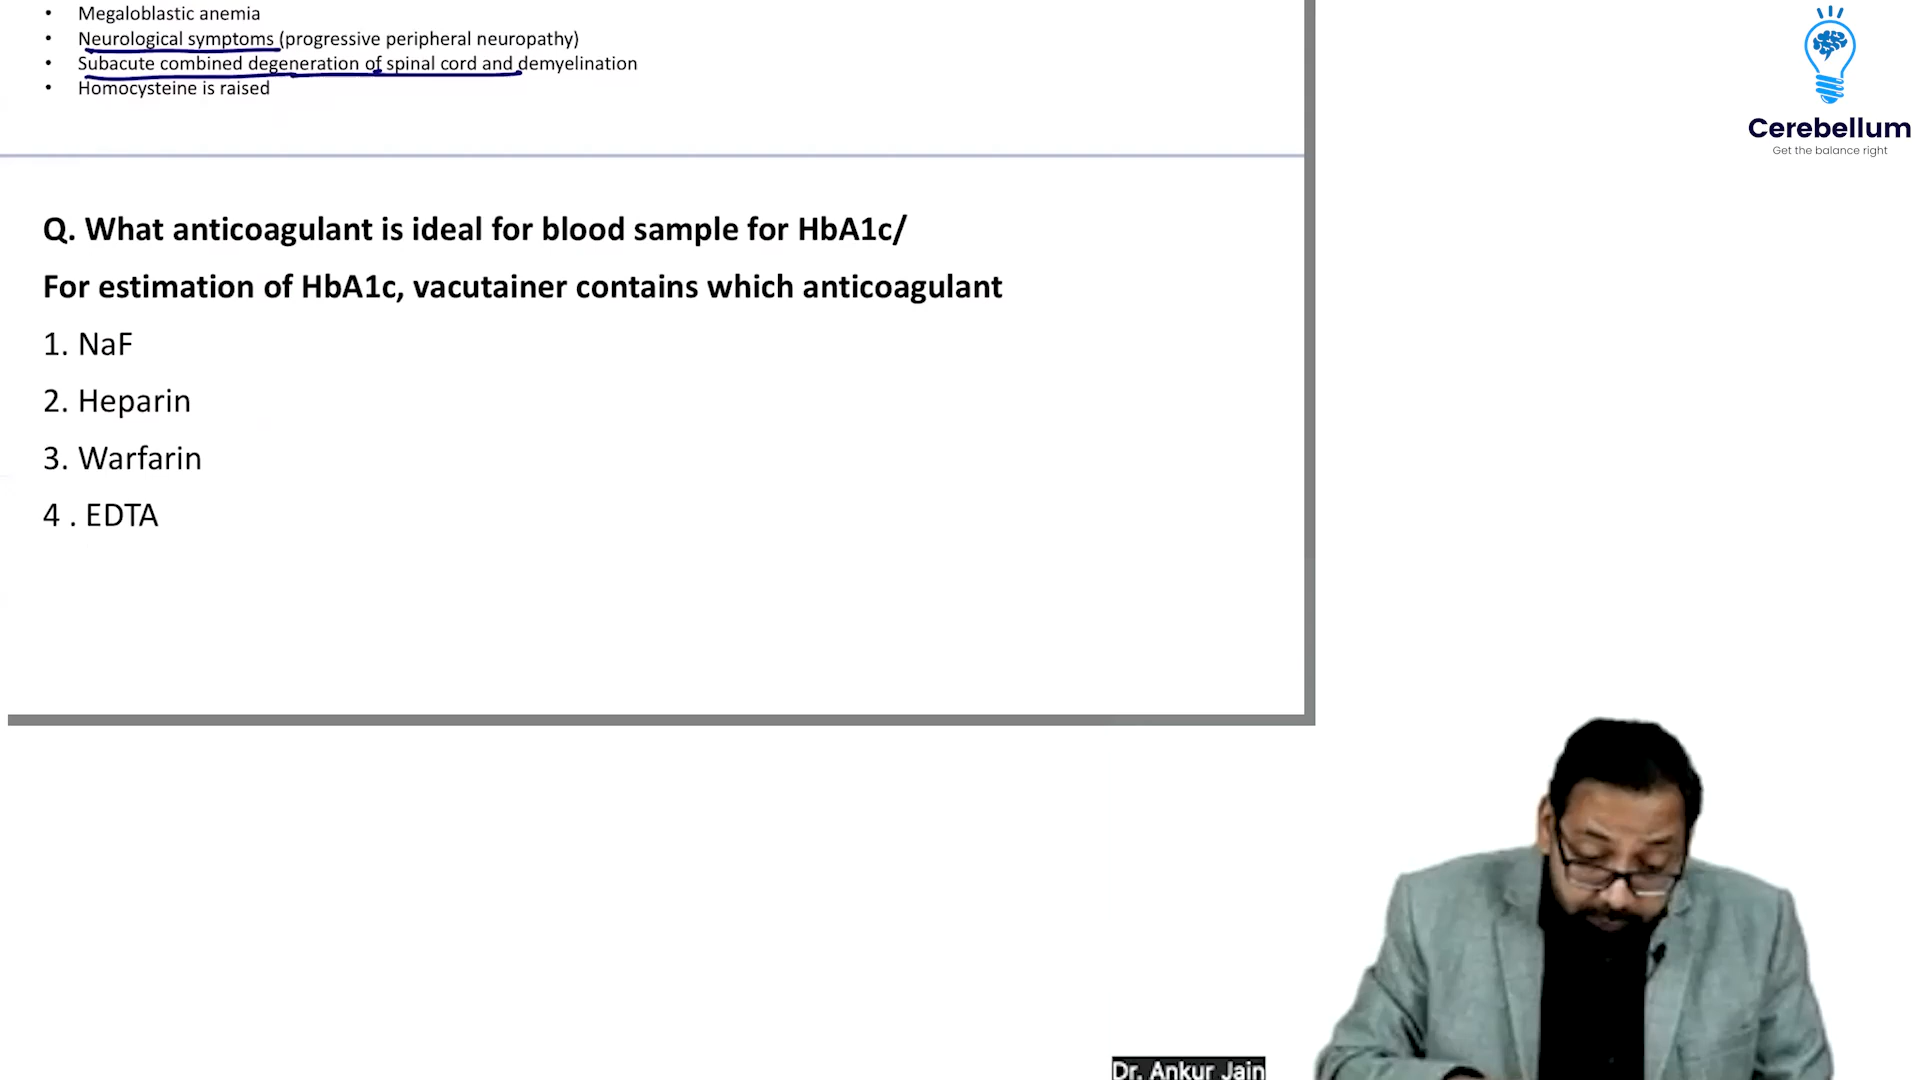 • Megaloblastic anemia
• Neurological symptoms (progressive peripheral neuropathy)
• Subacute combined degeneration of spinal cord and demyelination
• Homocysteine is raised
Cerebellum
Get the balance right
Q. What anticoagulant is ideal for blood sample for HbA1c/
For estimation of HbA1c, vacutainer contains which anticoagulant
1. NaF
2. Heparin
3. Warfarin
4 . EDTA
Dr. Ankur Jain